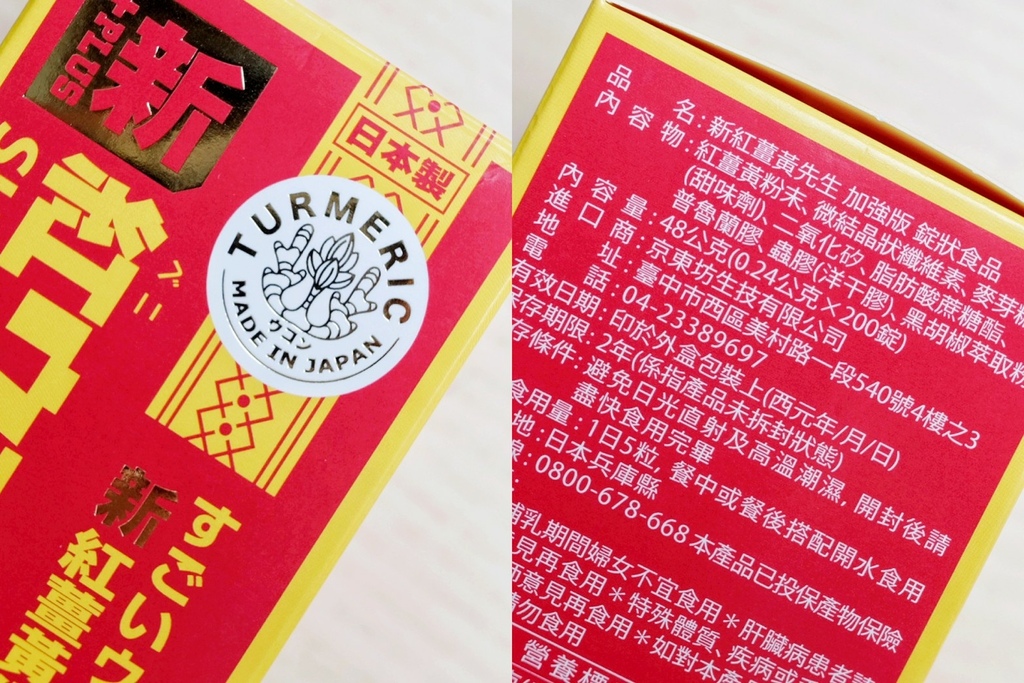 新
+PLUS
日本製
TURMERIC
ウコン
MADE IN JAPAN
すごいウ
新
紅薑黃
品名:新紅薑黃先生 加強版 錠狀食品
內容物:紅薑黃粉末、微結晶狀纖維素、麥芽糖
(甜味劑)、二氧化矽、脂肪酸蔗糖酯、
普魯蘭膠、蟲膠(洋干膠)、黑胡椒萃取粉
內容量:48公克(0.24公克×200錠)
進口商:京東坊生技有限公司
地址:臺中市西區美村路一段540號4樓之3
電話:04-23389697
有效日期:印於外盒包裝上(西元年/月/日)
保存期限:2年(係指產品未拆封狀態)
存條件:避免日光直射及高溫潮濕,開封後請
盡快食用完畢
食用量:1日5粒,餐中或餐後搭配開水食用
地:日本兵庫縣
:0800-678-668 本產品已投保產物保險
哺乳期間婦女不宜食用*肝臟病患者請
見再食用*特殊體質、疾病或
意見再食用*如對本產
勿食用
營養標